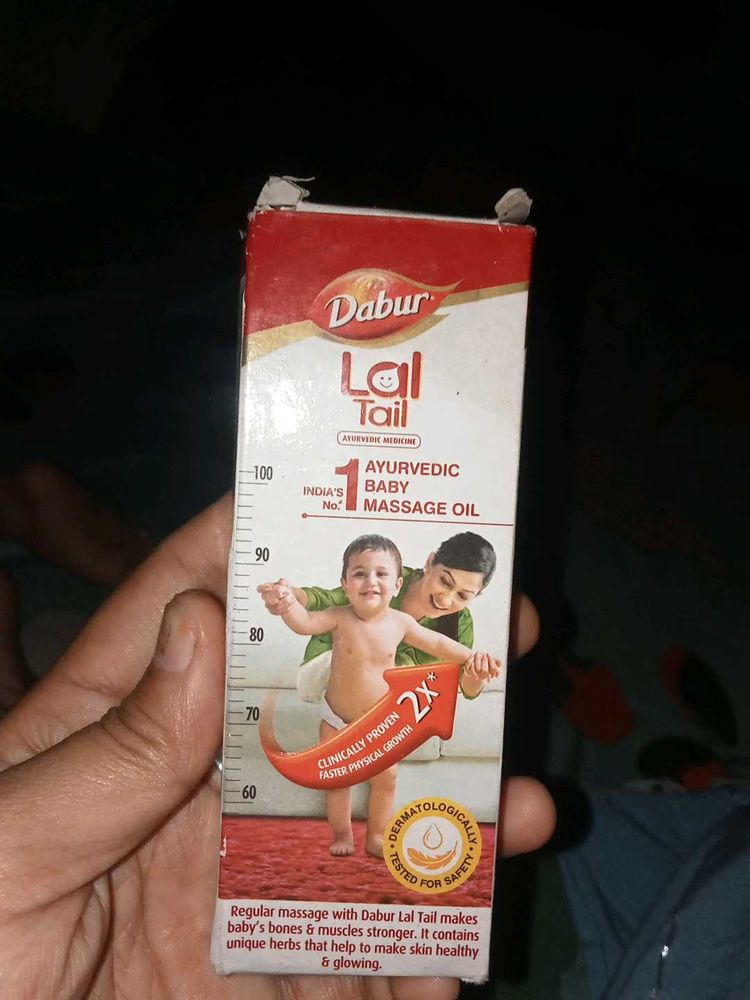 Dabur
Lal
Tail
AYURVEDIC MEDICINE
INDIA'S
No.#
1
AYURVEDIC
BABY
MASSAGE OIL
100
90
80
70
60
CLINICALLY PROVEN
FASTER PHYSICAL GROWTH
2x*
DERMATOLOGICALLY
TESTED FOR SAFETY
Regular massage with Dabur Lal Tail makes
baby's bones & muscles stronger. It contains
unique herbs that help to make skin healthy
& glowing.